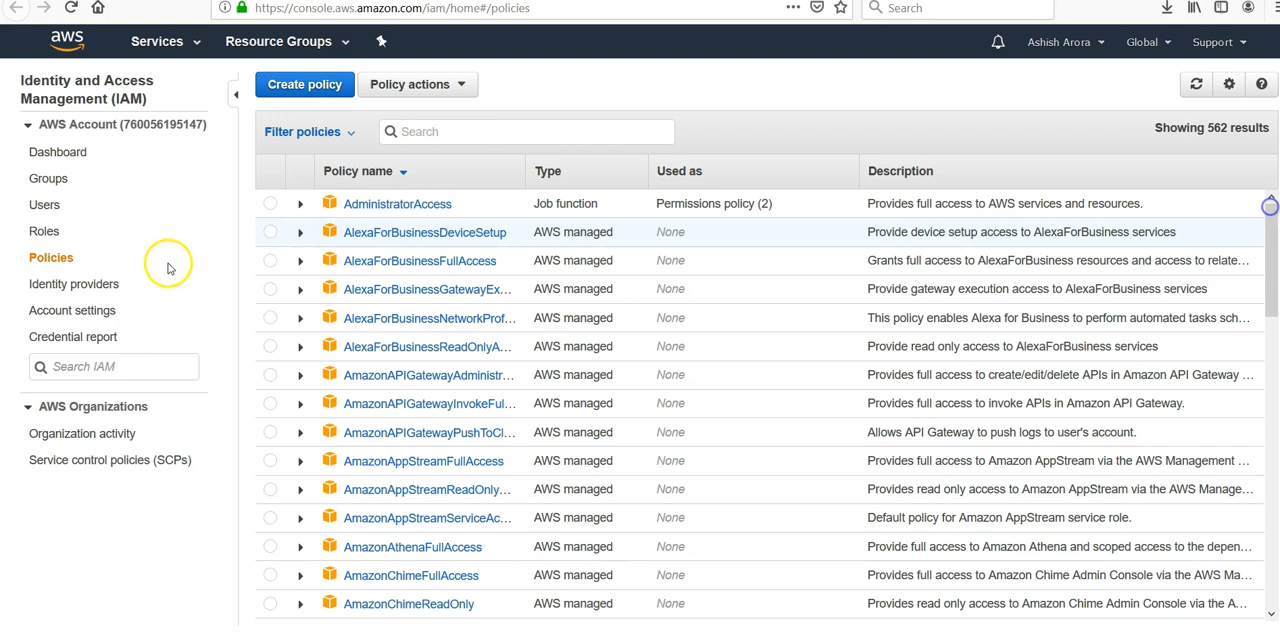 https://console.aws.amazon.com/iam/home#/policies
Search
aws
Services
Resource Groups
Ashish Arora
Global
Support
Identity and Access
Management (IAM)
AWS Account (760056195147)
Dashboard
Groups
Users
Roles
Policies
Identity providers
Account settings
Credential report
Search IAM
AWS Organizations
Organization activity
Service control policies (SCPs)
Create policy
Policy actions
Filter policies
Search
Showing 562 results
Policy name Type Used as Description
AdministratorAccess Job function Permissions policy (2) Provides full access to AWS services and resources.
AlexaForBusinessDeviceSetup AWS managed None Provide device setup access to AlexaForBusiness services
AlexaForBusinessFullAccess AWS managed None Grants full access to AlexaForBusiness resources and access to relate...
AlexaForBusinessGatewayEx... AWS managed None Provide gateway execution access to AlexaForBusiness services
AlexaForBusinessNetworkProf... AWS managed None This policy enables Alexa for Business to perform automated tasks sch...
AlexaForBusinessReadOnlyA... AWS managed None Provide read only access to AlexaForBusiness services
AmazonAPIGatewayAdministr... AWS managed None Provides full access to create/edit/delete APIs in Amazon API Gateway ...
AmazonAPIGatewayInvokeFul... AWS managed None Provides full access to invoke APIs in Amazon API Gateway.
AmazonAPIGatewayPushToCl... AWS managed None Allows API Gateway to push logs to user's account.
AmazonAppStreamFullAccess AWS managed None Provides full access to Amazon AppStream via the AWS Management ...
AmazonAppStreamReadOnly... AWS managed None Provides read only access to Amazon AppStream via the AWS Manage...
AmazonAppStreamServiceAc... AWS managed None Default policy for Amazon AppStream service role.
AmazonAthenaFullAccess AWS managed None Provide full access to Amazon Athena and scoped access to the depen...
AmazonChimeFullAccess AWS managed None Provides full access to Amazon Chime Admin Console via the AWS Ma...
AmazonChimeReadOnly AWS managed None Provides read only access to Amazon Chime Admin Console via the A...